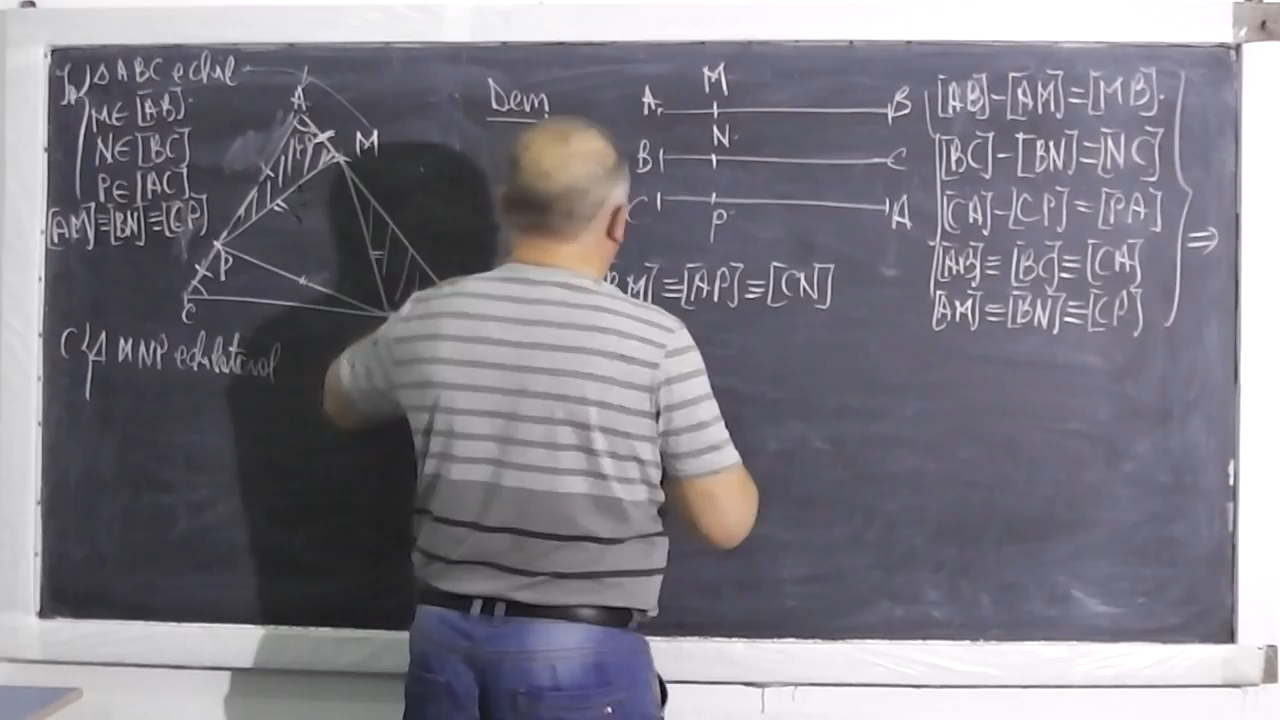 Ip { Δ ABC echil
M∈ [AB]
N∈ [BC]
P∈ [AC]
[AM]≡[BN]≡[CP]
C { Δ MNP echilateral
A
M
P
C
Dem
M
A B
N
B C
C A
P
M]≡[AP]≡[CN]
[AB]-[AM]=[MB]
[BC]-[BN]=[NC]
[CA]-[CP]=[PA]
[AB]≡[BC]≡[CA]
[AM]≡[BN]≡[CP]
⇒